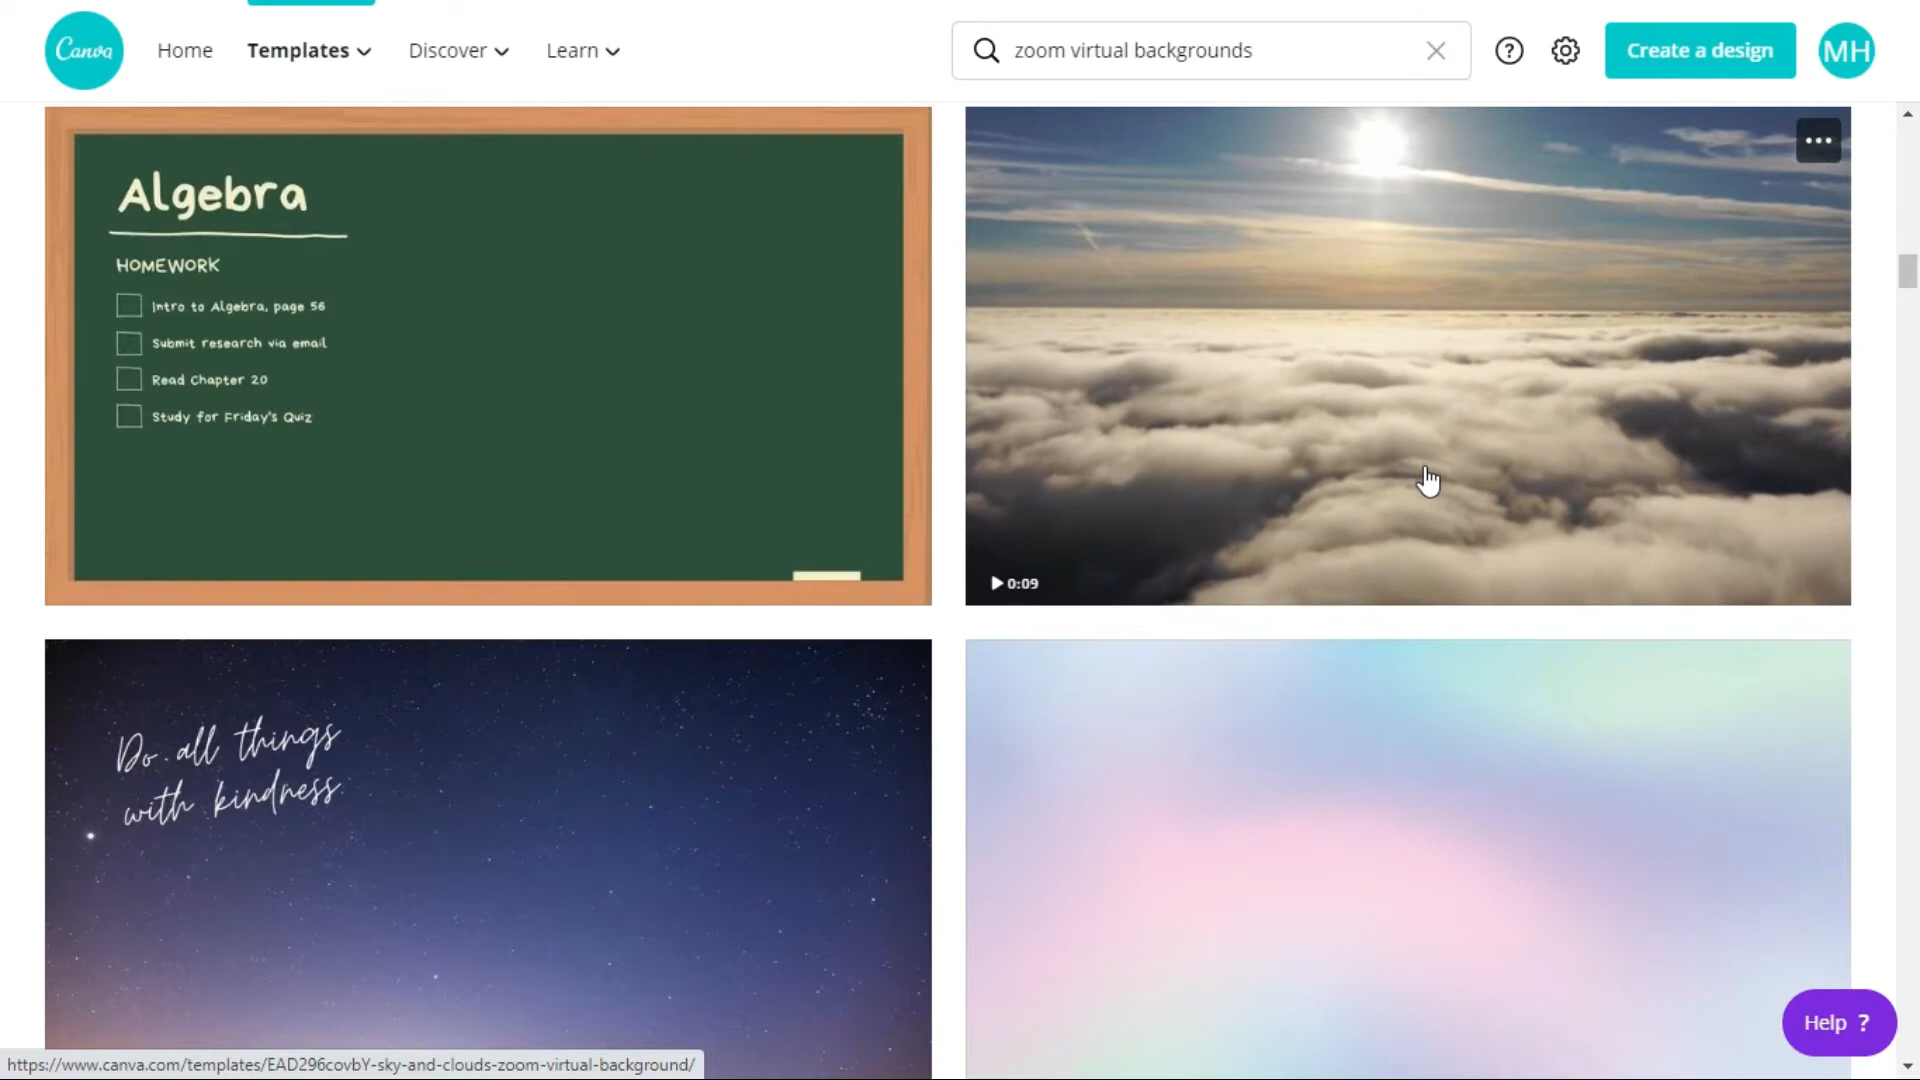 Canva
Home
Templates
Discover
Learn
zoom virtual backgrounds
?
Create a design
MH
Algebra
HOMEWORK
Intro to Algebra, page 56
Submit research via email
Read Chapter 20
Study for Friday's Quiz
0:09
Do all things
with kindness
Help ?
https://www.canva.com/templates/EAD296covbY-sky-and-clouds-zoom-virtual-background/